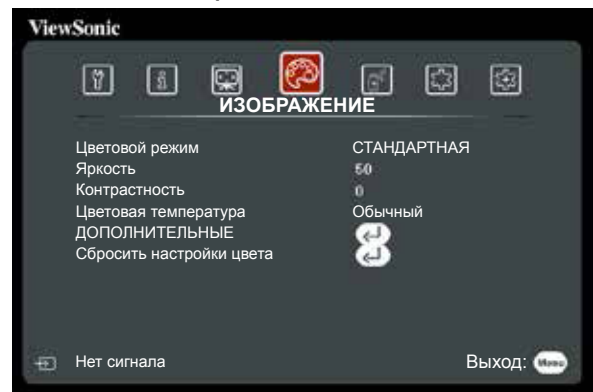 ViewSonic
ИЗОБРАЖЕНИЕ
Цветовой режим СТАНДАРТНАЯ
Яркость 50
Контрастность 0
Цветовая температура Обычный
ДОПОЛНИТЕЛЬНЫЕ
Сбросить настройки цвета
Нет сигнала Выход: Меню